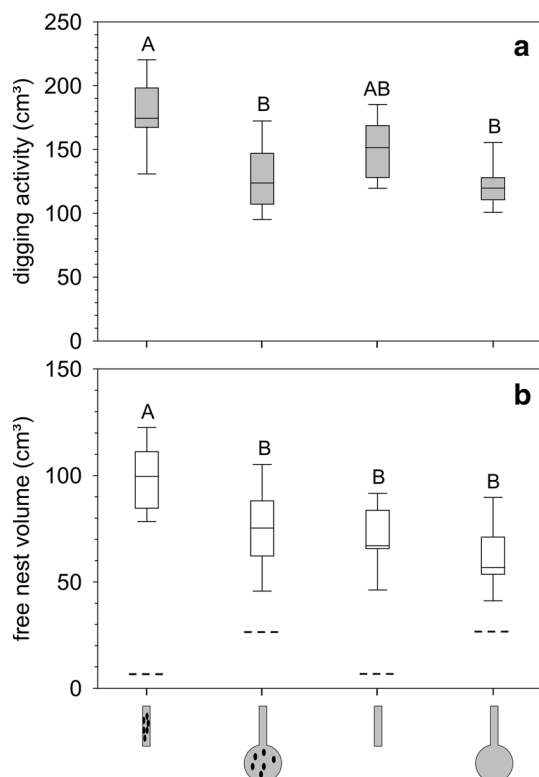 250
200
150
100
50
0
digging activity (cm³)
a
A
B
AB
B
150
100
50
0
free nest volume (cm³)
b
A
B
B
B